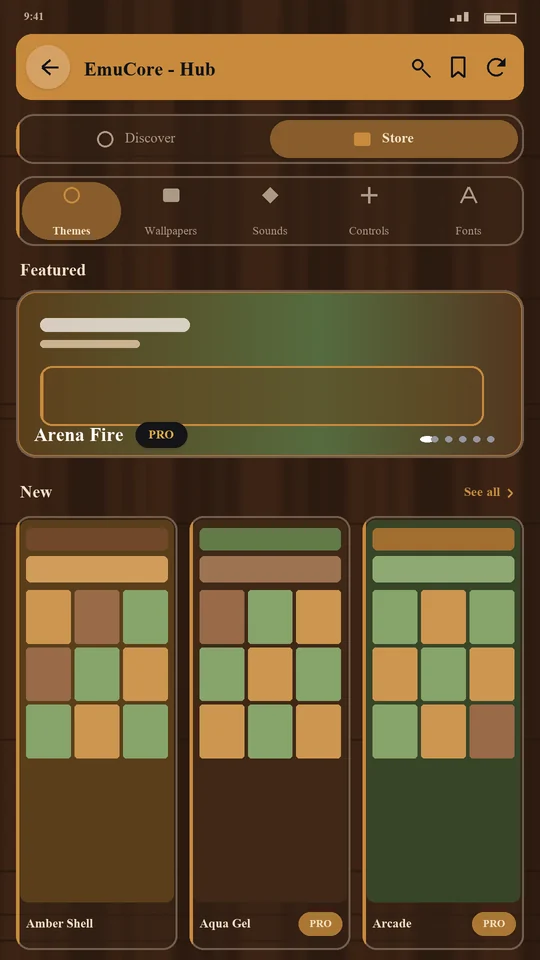 9:41
EmuCore - Hub
Discover
Store
Themes
Wallpapers
Sounds
Controls
Fonts
Featured
Arena Fire
PRO
New
See all
Amber Shell
Aqua Gel
PRO
Arcade
PRO